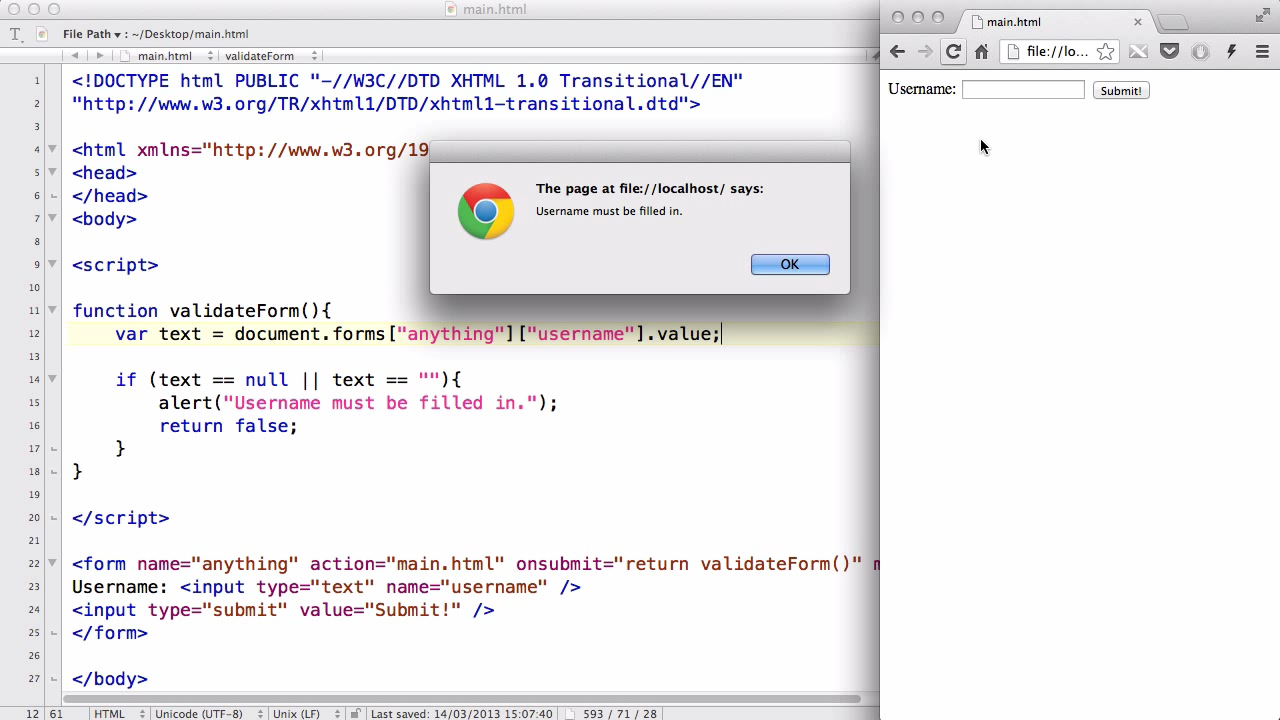 main.html
File Path ▾ : ~/Desktop/main.html
main.html validateForm
1 <!DOCTYPE html PUBLIC "-//W3C//DTD XHTML 1.0 Transitional//EN"
2 "http://www.w3.org/TR/xhtml1/DTD/xhtml1-transitional.dtd">
3
4 <html xmlns="http://www.w3.org/19
5 <head>
6 </head>
7 <body>
8
9 <script>
10
11 function validateForm(){
12 var text = document.forms["anything"]["username"].value;
13
14 if (text == null || text == ""){
15 alert("Username must be filled in.");
16 return false;
17 }
18 }
19
20 </script>
21
22 <form name="anything" action="main.html" onsubmit="return validateForm()" m
23 Username: <input type="text" name="username" />
24 <input type="submit" value="Submit!" />
25 </form>
26
27 </body>
12 61 HTML Unicode (UTF-8) Unix (LF) Last saved: 14/03/2013 15:07:40 593 / 71 / 28
The page at file://localhost/ says:
Username must be filled in.
OK
main.html
file://lo...
Username: Submit!